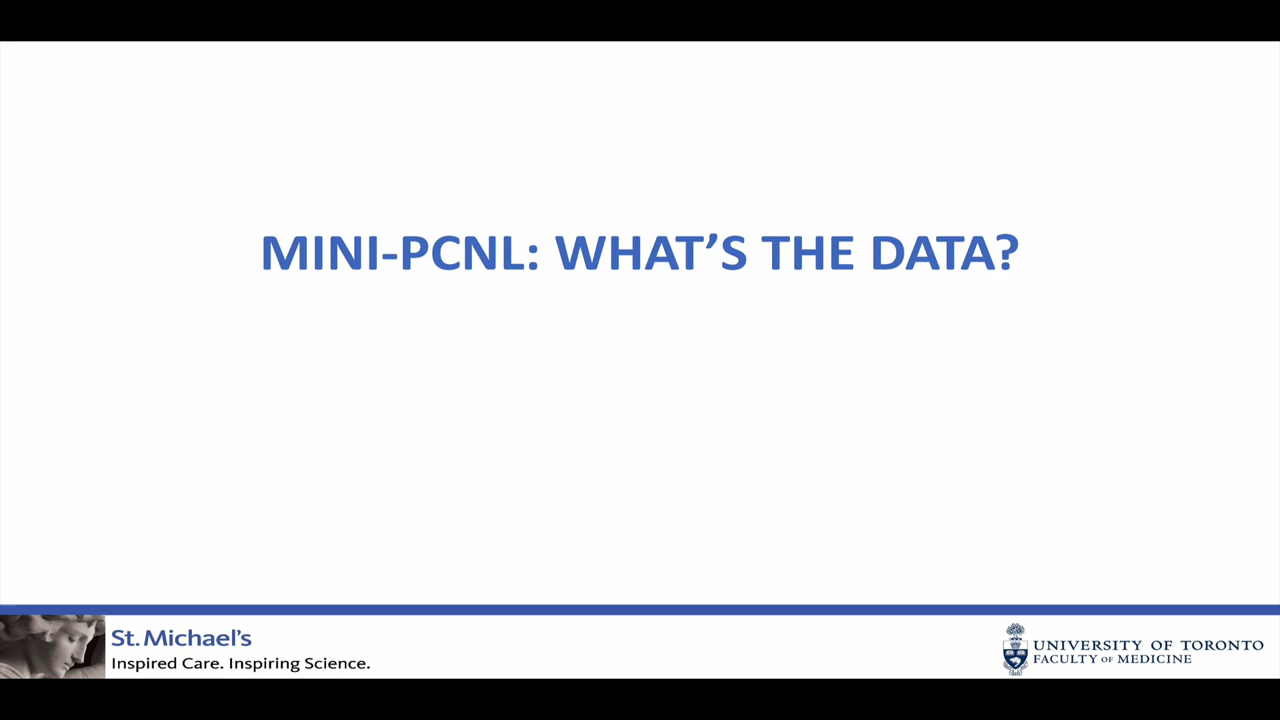 MINI-PCNL: WHAT’S THE DATA?
St. Michael’s
Inspired Care. Inspiring Science.
UNIVERSITY OF TORONTO
FACULTY OF MEDICINE